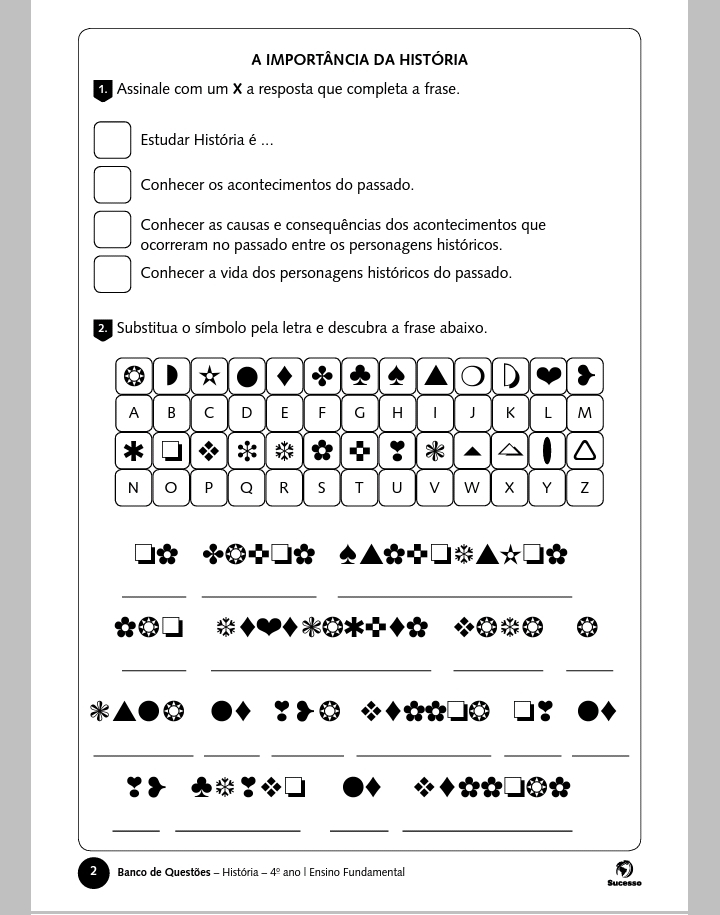 A IMPORTÂNCIA DA HISTÓRIA
1. Assinale com um X a resposta que completa a frase.
Estudar História é ...
Conhecer os acontecimentos do passado.
Conhecer as causas e consequências dos acontecimentos que
ocorreram no passado entre os personagens históricos.
Conhecer a vida dos personagens históricos do passado.
2. Substitua o símbolo pela letra e descubra a frase abaixo.
A B C D E F G H I J K L M
N O P Q R S T U V W X Y Z
2 Banco de Questões – História – 4º ano | Ensino Fundamental
Sucesso